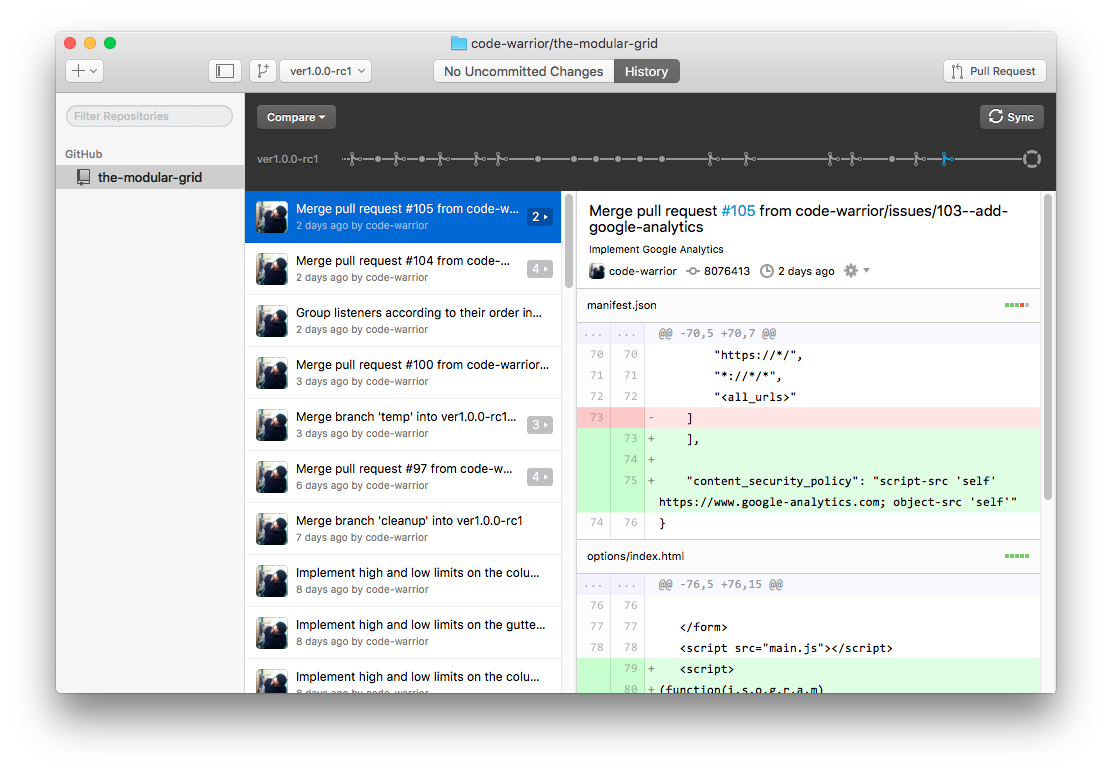 code-warrior/the-modular-grid
ver1.0.0-rc1
No Uncommitted Changes
History
Pull Request
Filter Repositories
GitHub
the-modular-grid
Compare
Sync
ver1.0.0-rc1
Merge pull request #105 from code-w...
2 days ago by code-warrior
2
Merge pull request #104 from code-...
2 days ago by code-warrior
4
Group listeners according to their order in...
2 days ago by code-warrior
Merge pull request #100 from code-warrior...
3 days ago by code-warrior
Merge branch 'temp' into ver1.0.0-rc1...
3 days ago by code-warrior
3
Merge pull request #97 from code-w...
6 days ago by code-warrior
4
Merge branch 'cleanup' into ver1.0.0-rc1
7 days ago by code-warrior
Implement high and low limits on the colu...
8 days ago by code-warrior
Implement high and low limits on the gutte...
8 days ago by code-warrior
Implement high and low limits on the colu...
8 days ago by code-warrior
Merge pull request #105 from code-warrior/issues/103--add-
google-analytics
Implement Google Analytics
code-warrior 8076413 2 days ago
manifest.json
... ... @@ -70,5 +70,7 @@
70 70 "https://*/",
71 71 "*://*/*",
72 72 "<all_urls>"
73 - ]
73 + ],
74 +
75 + "content_security_policy": "script-src 'self'
https://www.google-analytics.com; object-src 'self'"
74 76 }
options/index.html
... ... @@ -76,5 +76,15 @@
76 76
77 77 </form>
78 78 <script src="main.js"></script>
79 + <script>
80 + (function(i,s,o,g,r,a,m)